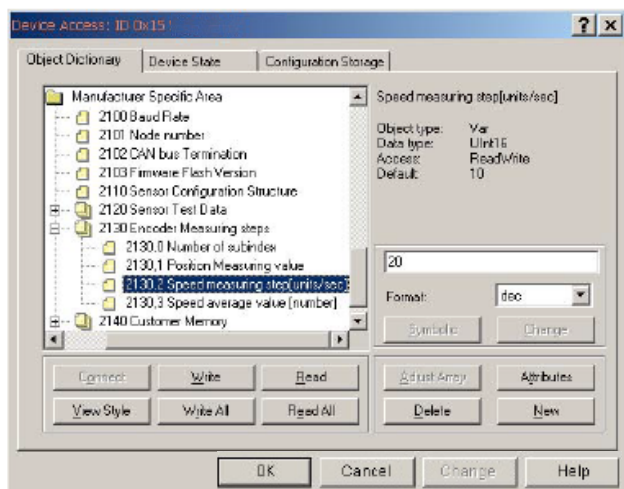 Device Access: ID 0x15!
Object Dictionary
Device State
Configuration Storage
Manufacturer Specific Area
2100 Baud Rate
2101 Node number
2102 CAN bus Termination
2103 Firmware Flash Version
2110 Sensor Configuration Structure
2120 Sensor Test Data
2130 Encoder Measuring steps
2130,0 Number of subindex
2130,1 Position Measuring value
2130,2 Speed measuring step[units/sec]
2130,3 Speed average value [number]
2140 Customer Memory
Speed measuring step[units/sec]
Object type: Var
Data type: UInt16
Access: ReadWrite
Default: 10
20
Format: dec
Symbolic Change
Connect Write Read
View Style Write All Read All
Adjust Array Attributes
Delete New
OK Cancel Change Help